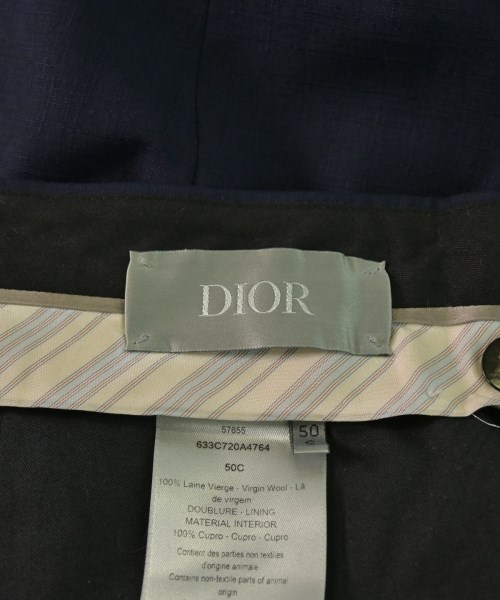 DIOR
57655
50
633C720A4764
50C
100% Laine Vierge - Virgin Wool - Lã
de virgem
DOUBLURE - LINING
MATERIAL INTERIOR
100% Cupro - Cupro - Cupro
Contient des parties non textiles
d'origine animale
Contains non-textile parts of animal
origin